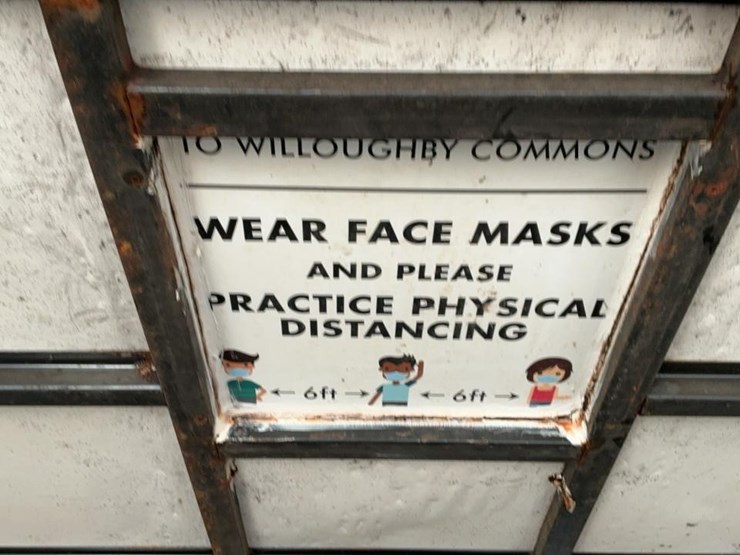 TO WILLOUGHBY COMMONS
WEAR FACE MASKS
AND PLEASE
PRACTICE PHYSICAL
DISTANCING
6ft 6ft